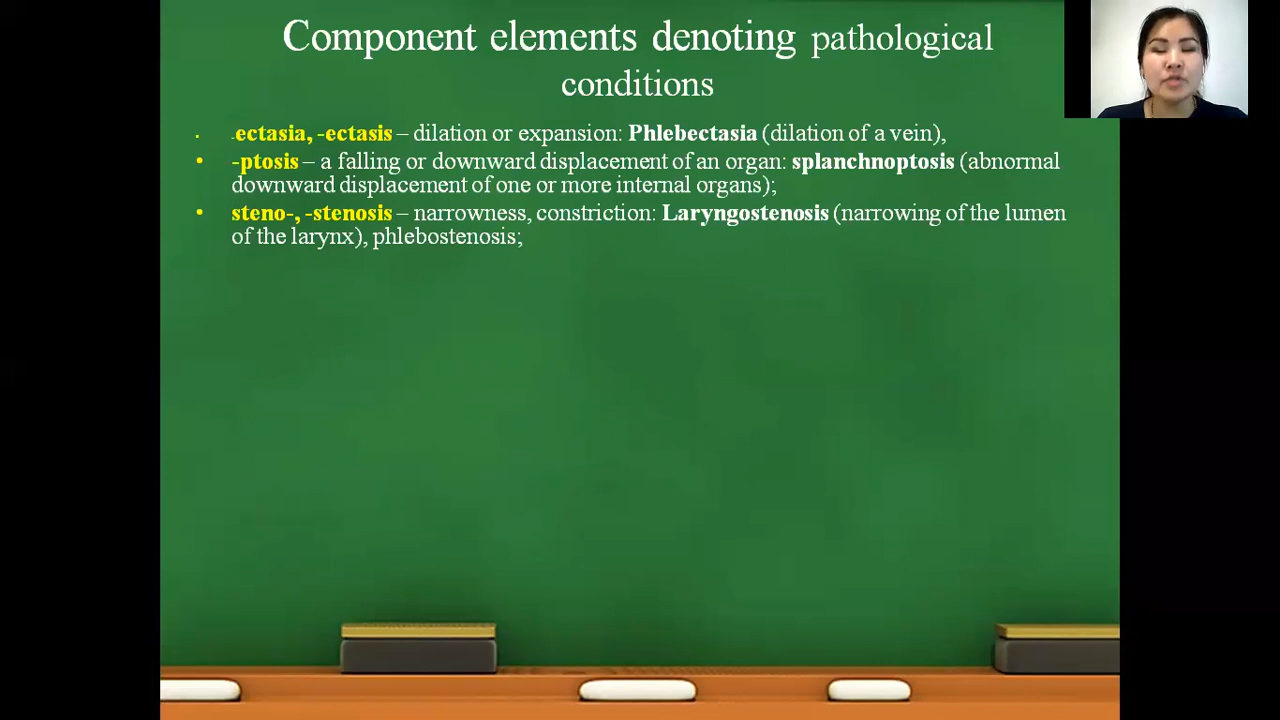 Component elements denoting pathological
conditions
-ectasia, -ectasis – dilation or expansion: Phlebectasia (dilation of a vein),
-ptosis – a falling or downward displacement of an organ: splanchnoptosis (abnormal
downward displacement of one or more internal organs);
steno-, -stenosis – narrowness, constriction: Laryngostenosis (narrowing of the lumen
of the larynx), phlebostenosis;